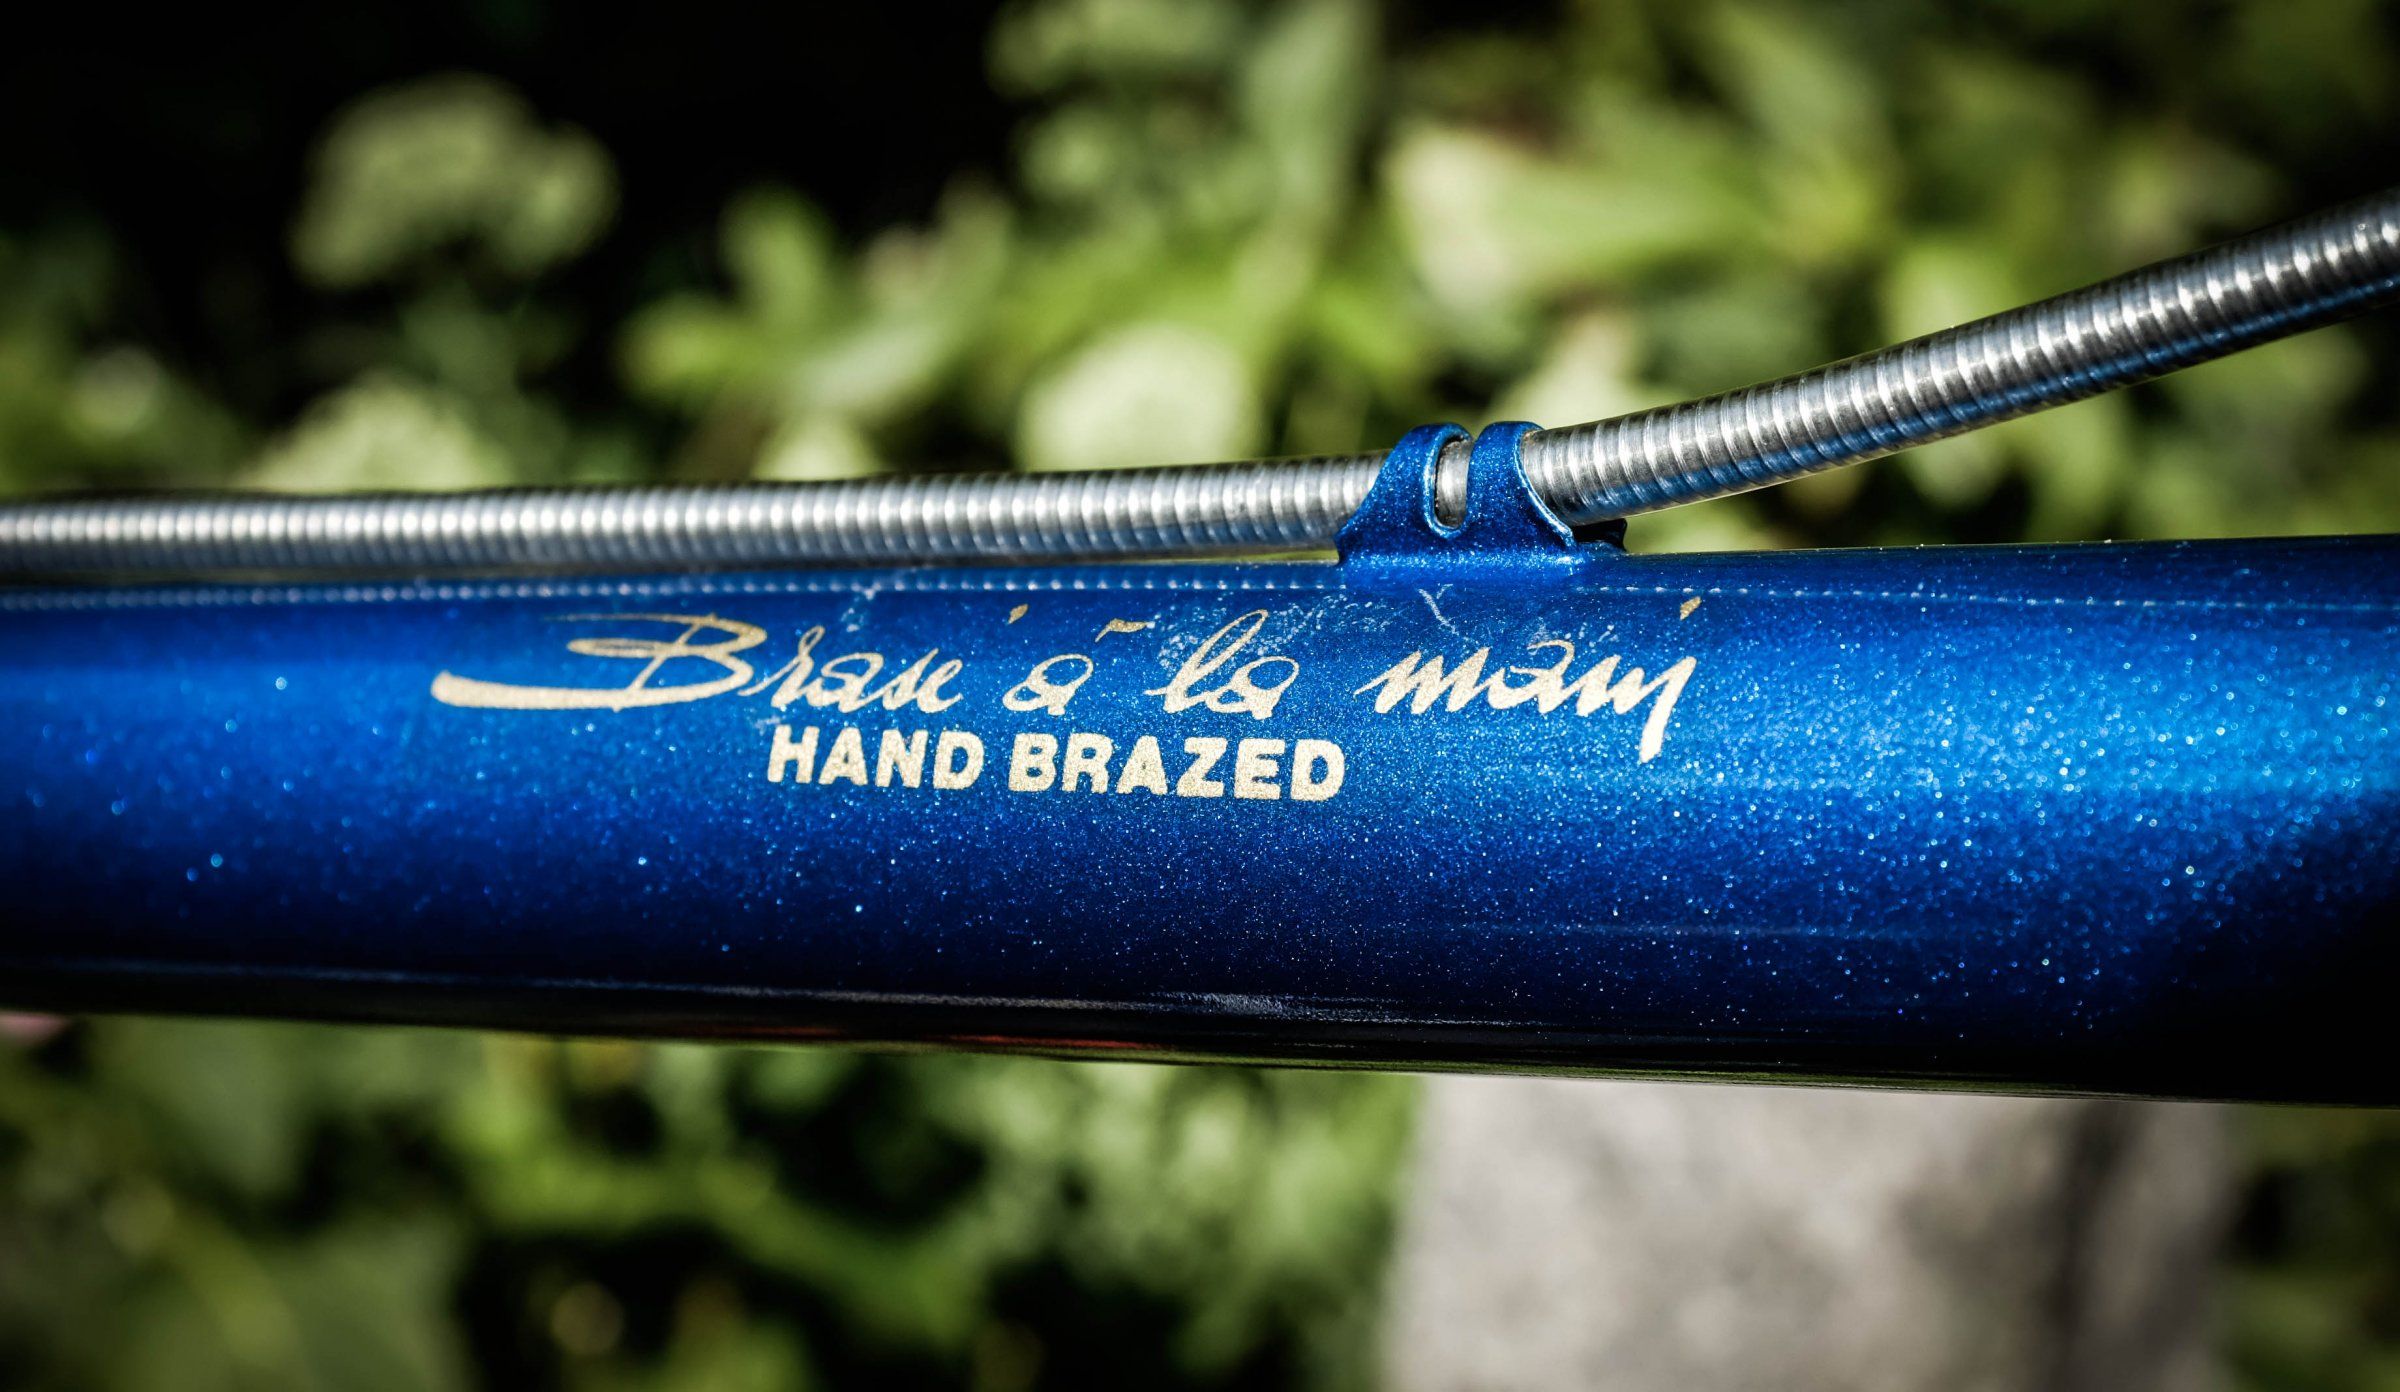 Brasé à la main
HAND BRAZED